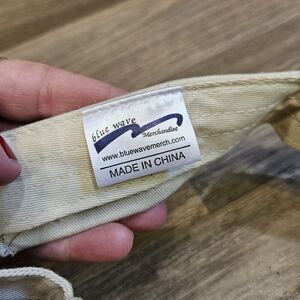 blue wave
Merchandise
www.bluewavemerch.com
MADE IN CHINA